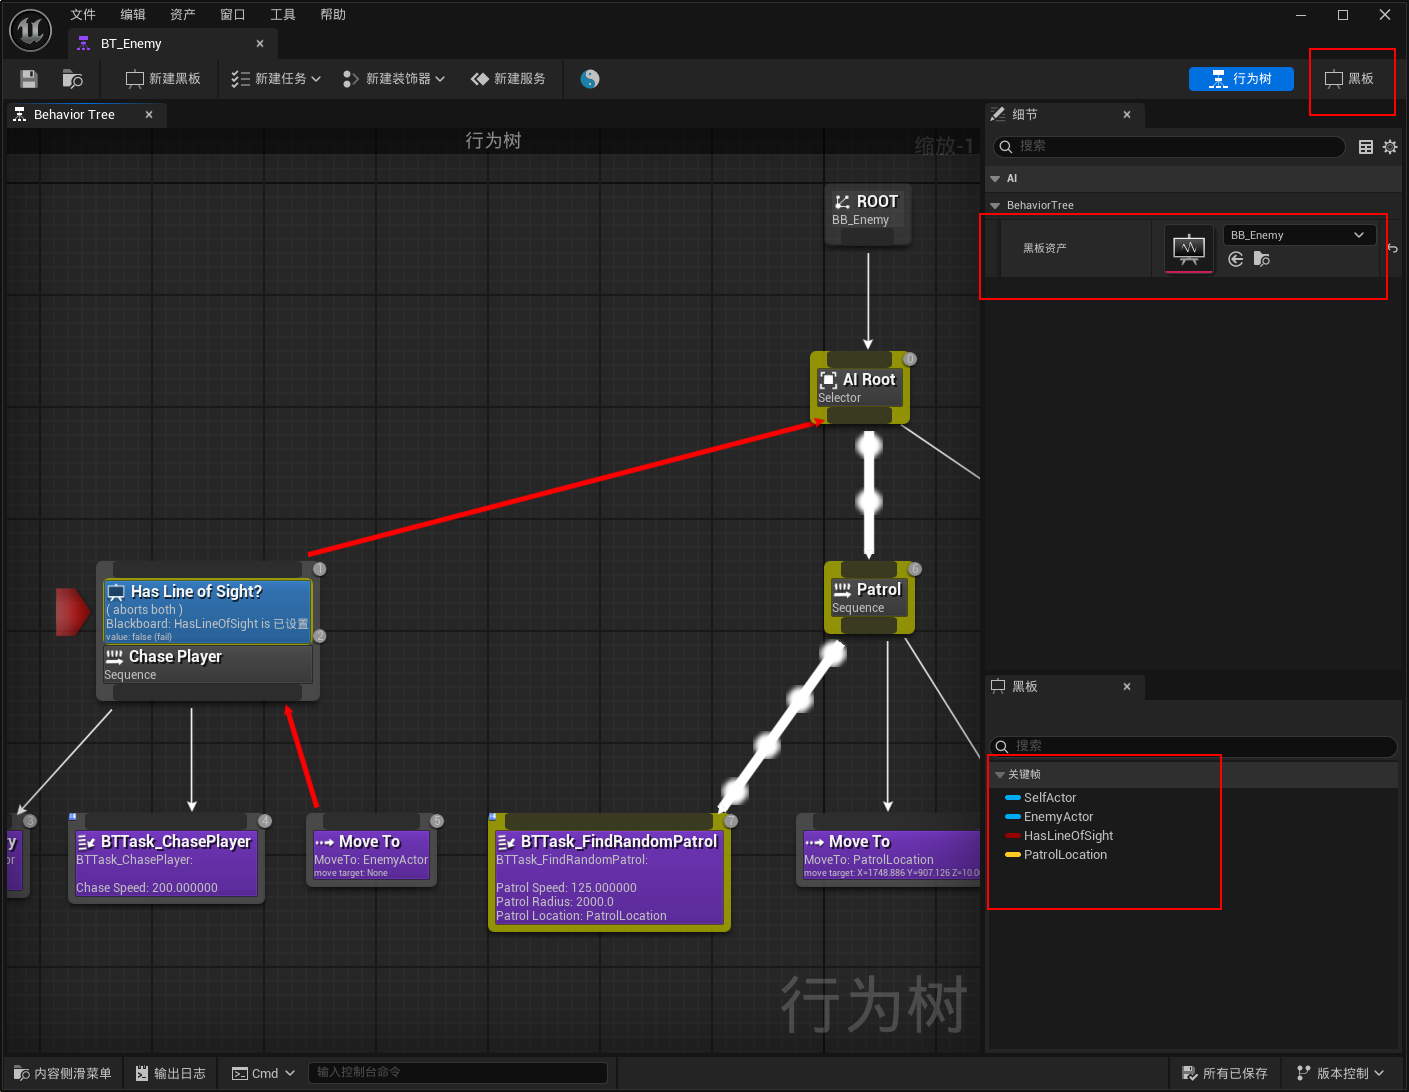 文件 编辑 资产 窗口 工具 帮助
BT_Enemy
新建黑板 新建任务 新建装饰器 新建服务 行为树 黑板
Behavior Tree
行为树
缩放-1
ROOT
BB_Enemy
0
AI Root
Selector
1
Has Line of Sight?
( aborts both )
Blackboard: HasLineOfSight is 已设置
value: false (fail)
2
Chase Player
Sequence
6
Patrol
Sequence
3
4
BTTask_ChasePlayer
BTTask_ChasePlayer:
Chase Speed: 200.000000
5
Move To
MoveTo: EnemyActor
move target: None
7
BTTask_FindRandomPatrol
BTTask_FindRandomPatrol:
Patrol Speed: 125.000000
Patrol Radius: 2000.0
Patrol Location: PatrolLocation
Move To
MoveTo: PatrolLocation
move target: X=1748.886 Y=907.126 Z=10.00
行为树
细节
搜索
AI
BehaviorTree
黑板资产
BB_Enemy
黑板
搜索
关键帧
SelfActor
EnemyActor
HasLineOfSight
PatrolLocation
内容侧滑菜单 输出日志 Cmd 输入控制台命令 所有已保存 版本控制